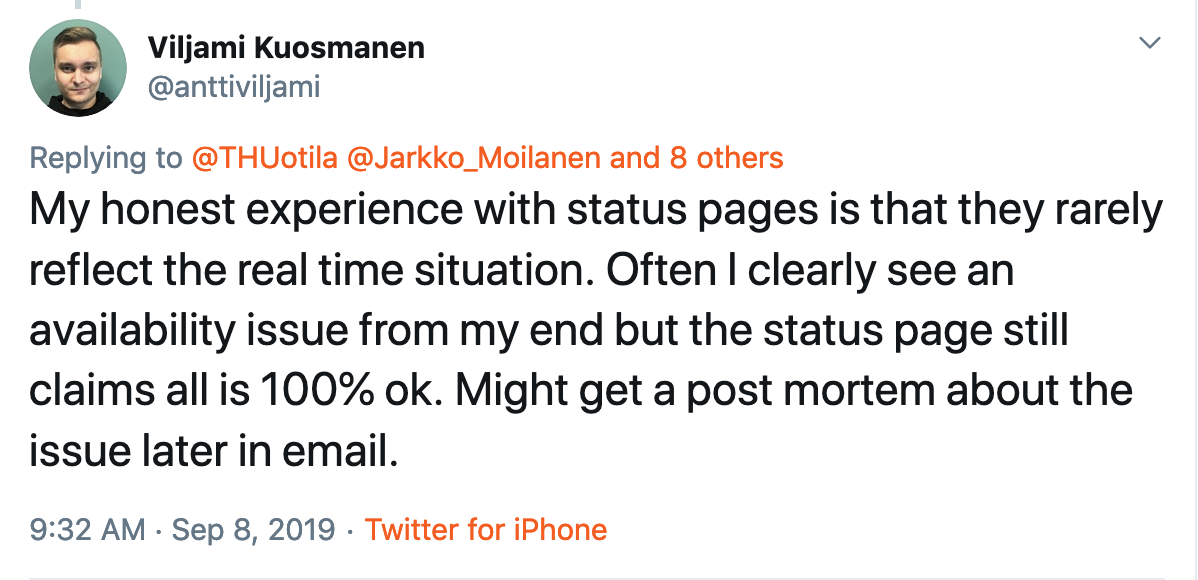 Viljami Kuosmanen
@anttiviljami
Replying to @THUotila @Jarkko_Moilanen and 8 others
My honest experience with status pages is that they rarely
reflect the real time situation. Often I clearly see an
availability issue from my end but the status page still
claims all is 100% ok. Might get a post mortem about the
issue later in email.
9:32 AM · Sep 8, 2019 · Twitter for iPhone